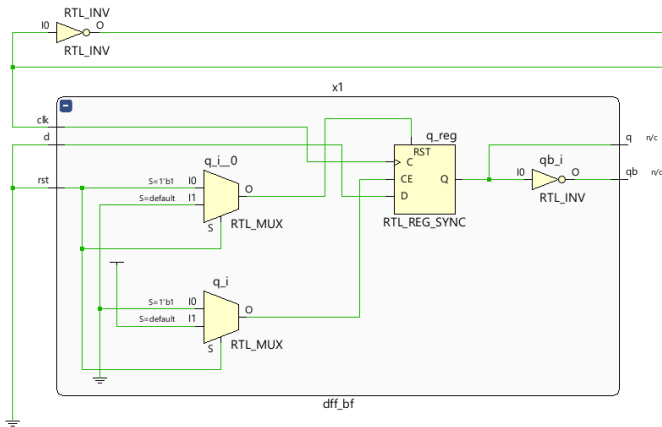 RTL_INV
I0
O
RTL_INV
x1
clk
d
q_reg
q
n/c
RST
q_i__0
C
qb_i
rst
S=1'b1
I0
O
CE
Q
I0
O
qb
n/c
S=default
I1
D
RTL_INV
S
RTL_MUX
RTL_REG_SYNC
q_i
S=1'b1
I0
O
S=default
I1
S
RTL_MUX
dff_bf